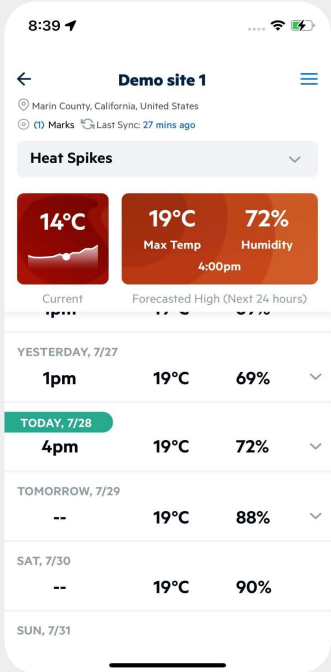 8:39
Demo site 1
Marin County, California, United States
(1) Marks Last Sync: 27 mins ago
Heat Spikes
14°C
19°C 72%
Max Temp Humidity
4:00pm
Current Forecasted High (Next 24 hours)
YESTERDAY, 7/27
1pm 19°C 69%
TODAY, 7/28
4pm 19°C 72%
TOMORROW, 7/29
-- 19°C 88%
SAT, 7/30
-- 19°C 90%
SUN, 7/31